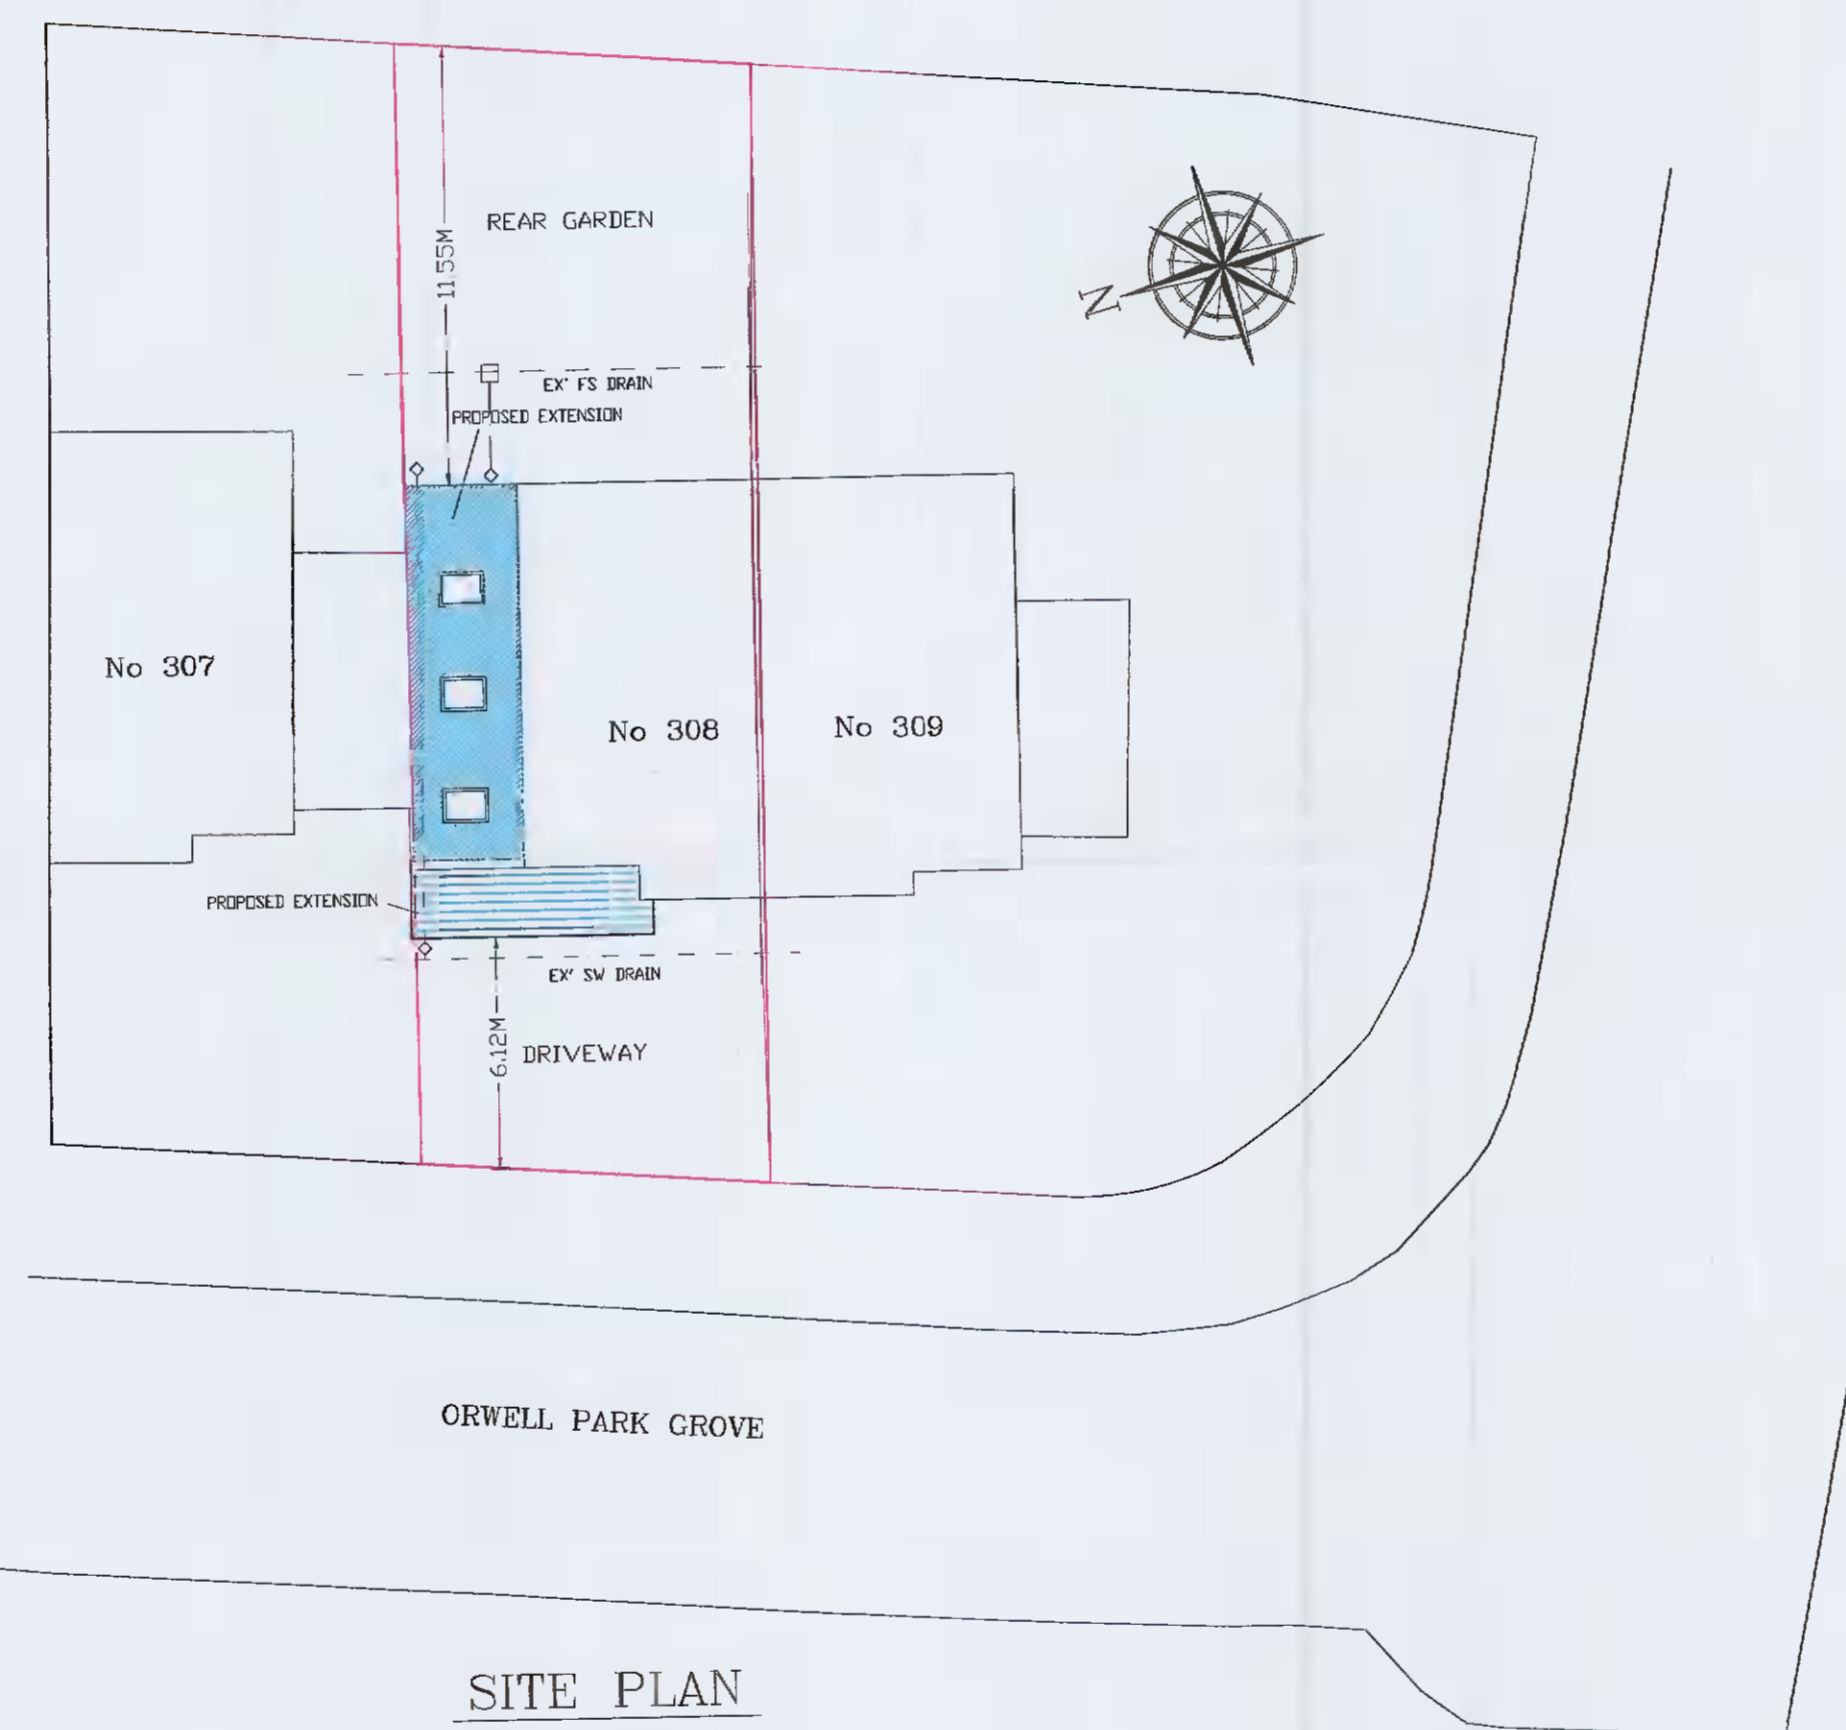 REAR GARDEN
11.55M
N
EX' FS DRAIN
PROPOSED EXTENSION
No 307
No 308
No 309
PROPOSED EXTENSION
EX' SW DRAIN
6.12M
DRIVEWAY
ORWELL PARK GROVE
SITE PLAN